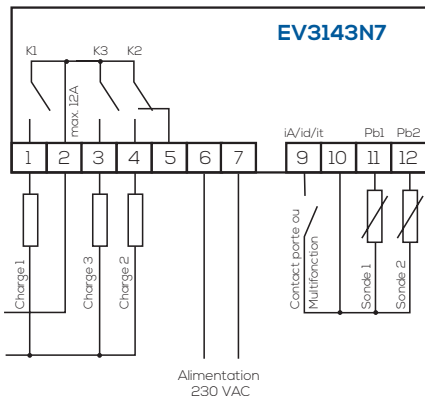 EV3143N7
K1 K3 K2
max. 12A
iA/id/it Pb1 Pb2
1 2 3 4 5 6 7 9 10 11 12
Charge 1
Charge 3
Charge 2
Contact porte ou
Multifonction
Sonde 1
Sonde 2
Alimentation
230 VAC